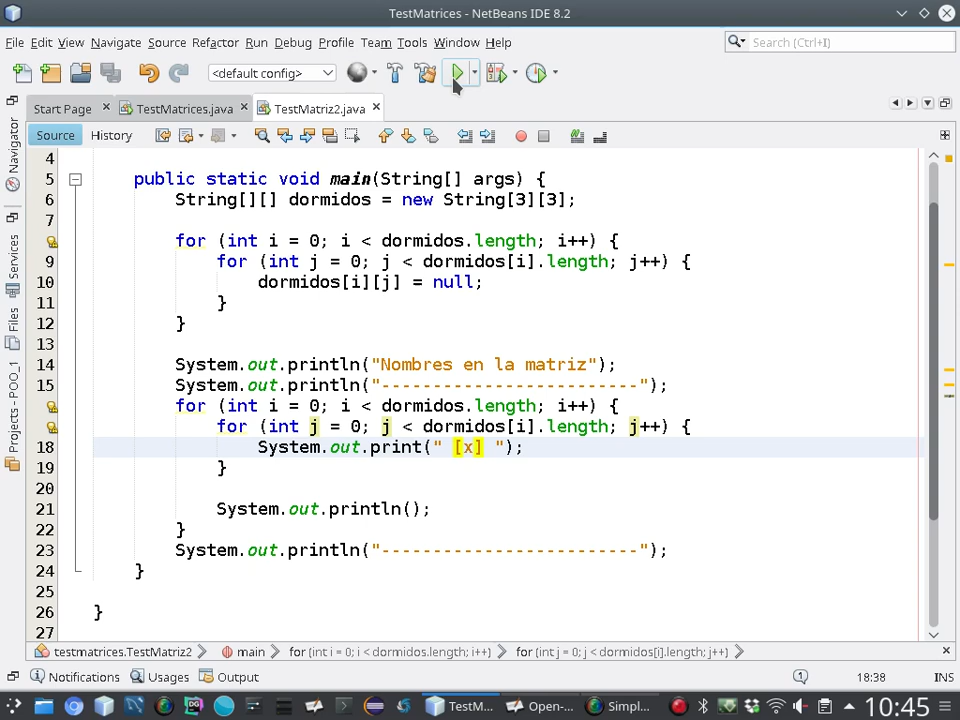 TestMatrices - NetBeans IDE 8.2
File Edit View Navigate Source Refactor Run Debug Profile Team Tools Window Help
Search (Ctrl+I)
<default config>
Start Page TestMatrices.java TestMatriz2.java
Source History
Navigator
Services
Files
Projects - POO_1
4
5 public static void main(String[] args) {
6 String[][] dormidos = new String[3][3];
7
for (int i = 0; i < dormidos.length; i++) {
9 for (int j = 0; j < dormidos[i].length; j++) {
10 dormidos[i][j] = null;
11 }
12 }
13
14 System.out.println("Nombres en la matriz");
15 System.out.println("-------------------------");
for (int i = 0; i < dormidos.length; i++) {
for (int j = 0; j < dormidos[i].length; j++) {
18 System.out.print(" [x] ");
19 }
20
21 System.out.println();
22 }
23 System.out.println("-------------------------");
24 }
25
26 }
27
testmatrices.TestMatriz2 main for (int i = 0; i < dormidos.length; i++) for (int j = 0; j < dormidos[i].length; j++)
Notifications Usages Output 1 18:38 INS
TestM... Open-... Simpl... 10:45